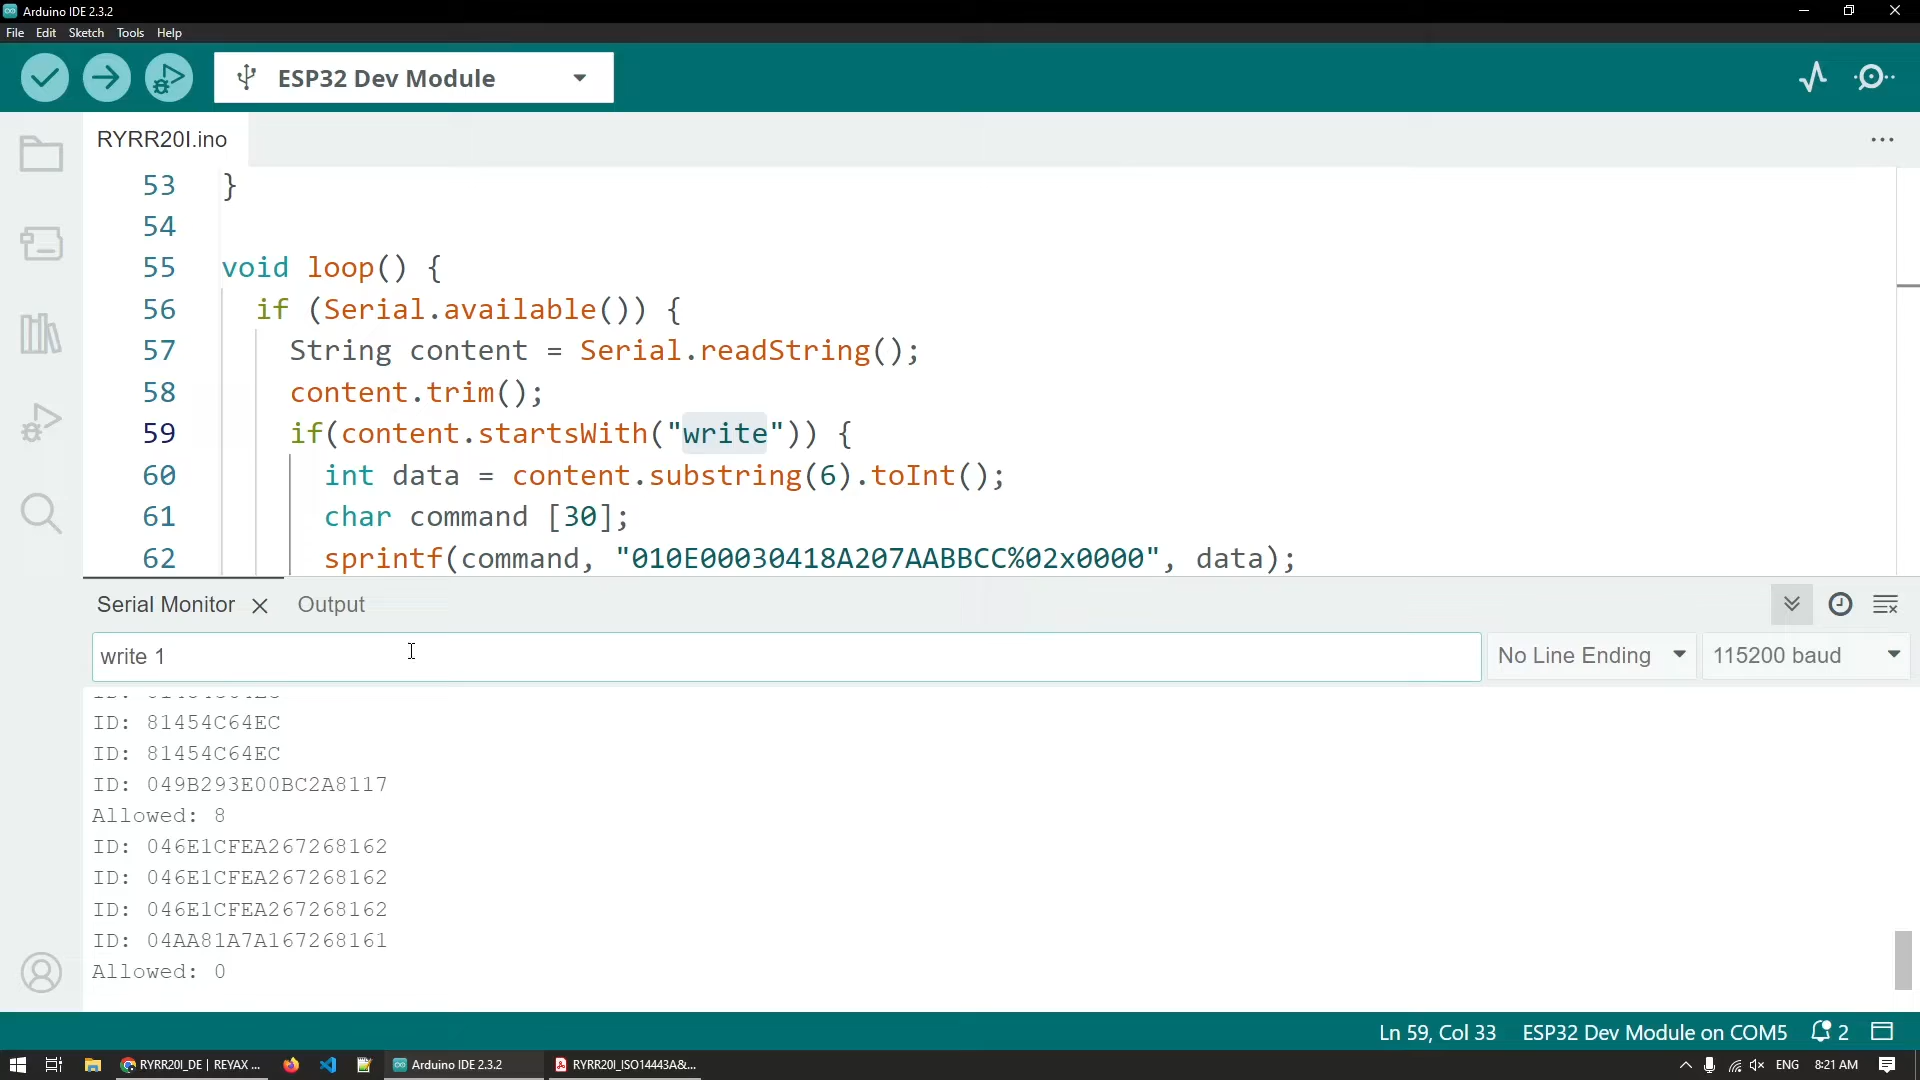 Arduino IDE 2.3.2
File Edit Sketch Tools Help
ESP32 Dev Module
RYRR20I.ino
53 }
54
55 void loop() {
56 if (Serial.available()) {
57 String content = Serial.readString();
58 content.trim();
59 if(content.startsWith("write")) {
60 int data = content.substring(6).toInt();
61 char command [30];
62 sprintf(command, "010E00030418A207AABBCC%02x0000", data);
Serial Monitor Output
write 1
No Line Ending 115200 baud
ID: 81454C64EC
ID: 81454C64EC
ID: 049B293E00BC2A8117
Allowed: 8
ID: 046E1CFEA267268162
ID: 046E1CFEA267268162
ID: 046E1CFEA267268162
ID: 04AA81A7A167268161
Allowed: 0
Ln 59, Col 33 ESP32 Dev Module on COM5 2
RYRR20I_DE | REYAX ... Arduino IDE 2.3.2 RYRR20I_ISO14443A&... ENG 8:21 AM